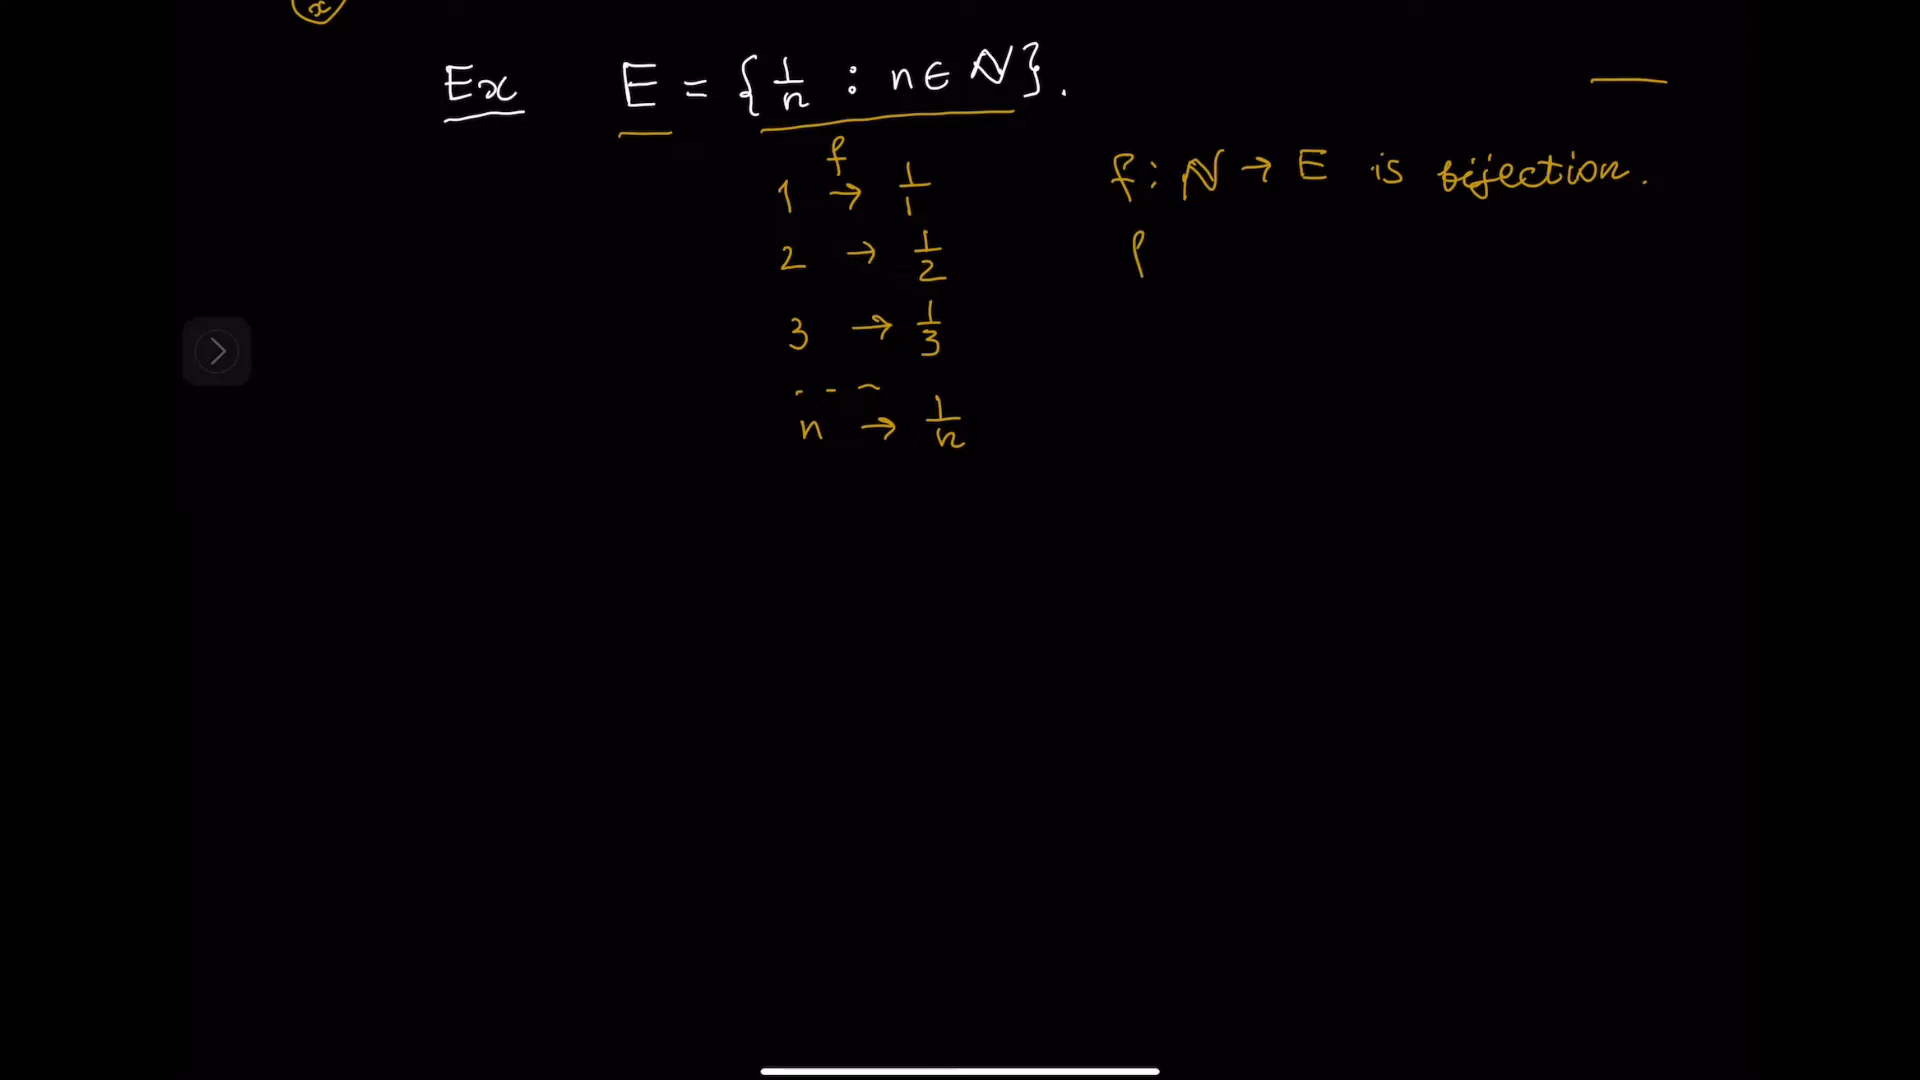 x
Ex E = {1/n : n ∈ ℕ}.
f
1 → 1/1 f : ℕ → E is bijection.
2 → 1/2
3 → 1/3
. - ~
n → 1/n